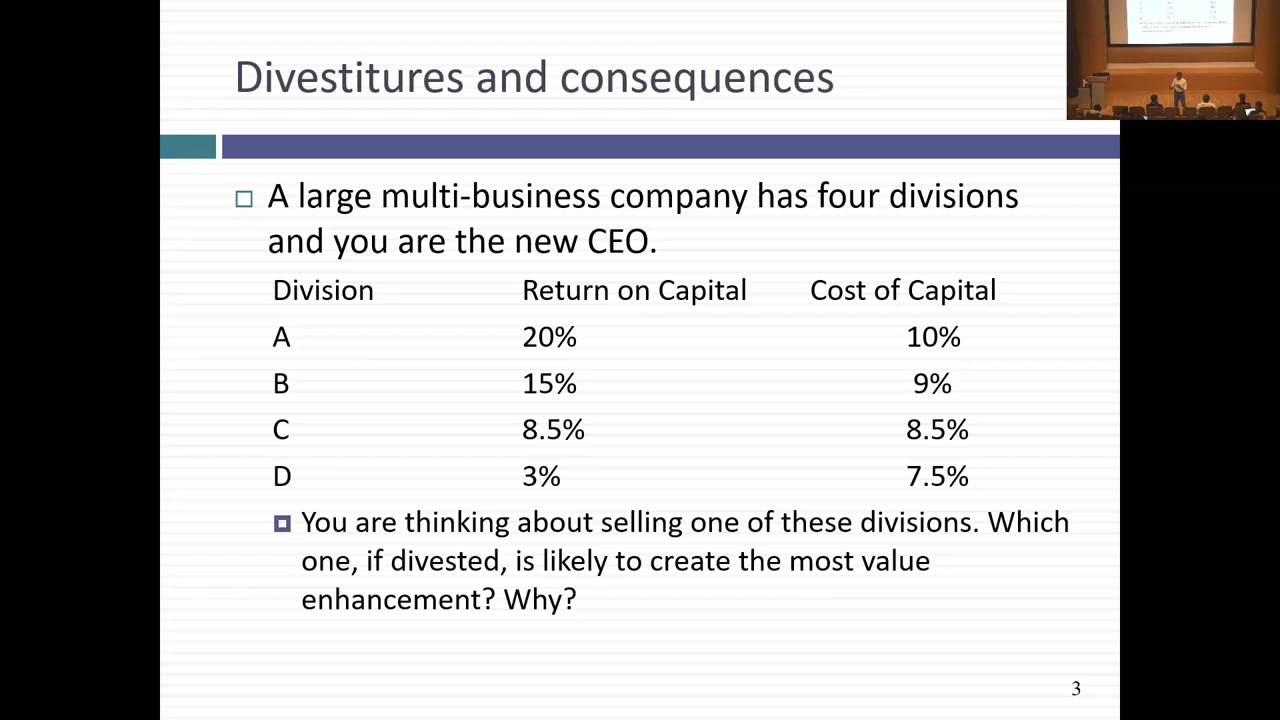 Divestitures and consequences
A large multi-business company has four divisions
and you are the new CEO.
Division Return on Capital Cost of Capital
A 20% 10%
B 15% 9%
C 8.5% 8.5%
D 3% 7.5%
You are thinking about selling one of these divisions. Which
one, if divested, is likely to create the most value
enhancement? Why?
3